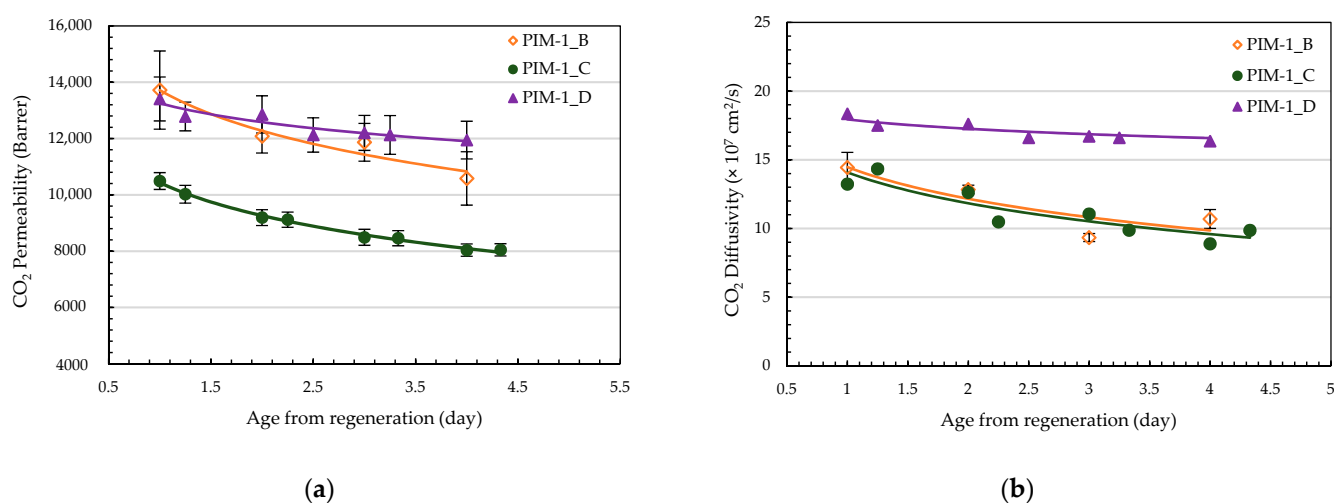 16,000
14,000
12,000
10,000
8000
6000
4000
CO₂ Permeability (Barrer)
PIM-1_B
PIM-1_C
PIM-1_D
0.5 1.5 2.5 3.5 4.5 5.5
Age from regeneration (day)
(a)
25
20
15
10
5
0
CO₂ Diffusivity (× 10⁷ cm²/s)
PIM-1_B
PIM-1_C
PIM-1_D
0.5 1 1.5 2 2.5 3 3.5 4 4.5 5
Age from regeneration (day)
(b)